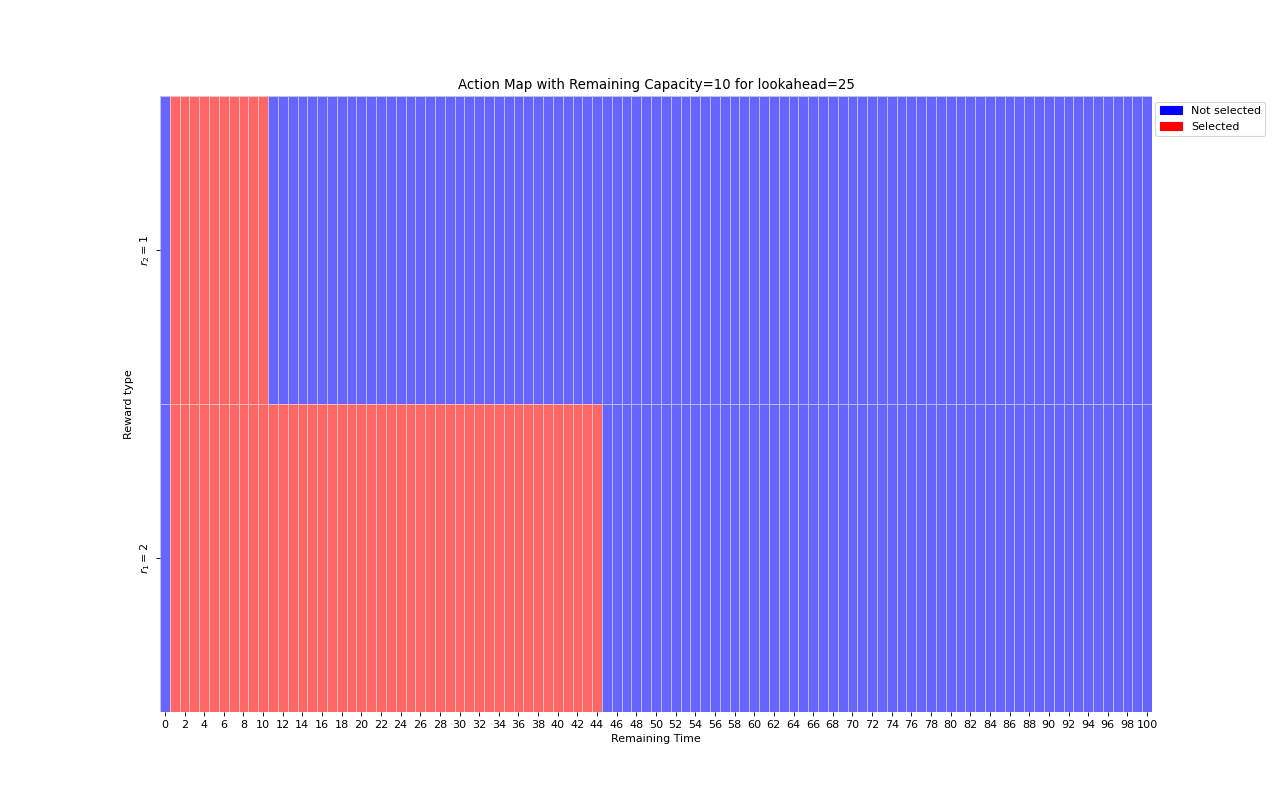 Action Map with Remaining Capacity=10 for lookahead=25
Not selected
Selected
r₂ = 1
Reward type
r₁ = 2
0 2 4 6 8 10 12 14 16 18 20 22 24 26 28 30 32 34 36 38 40 42 44 46 48 50 52 54 56 58 60 62 64 66 68 70 72 74 76 78 80 82 84 86 88 90 92 94 96 98 100
Remaining Time